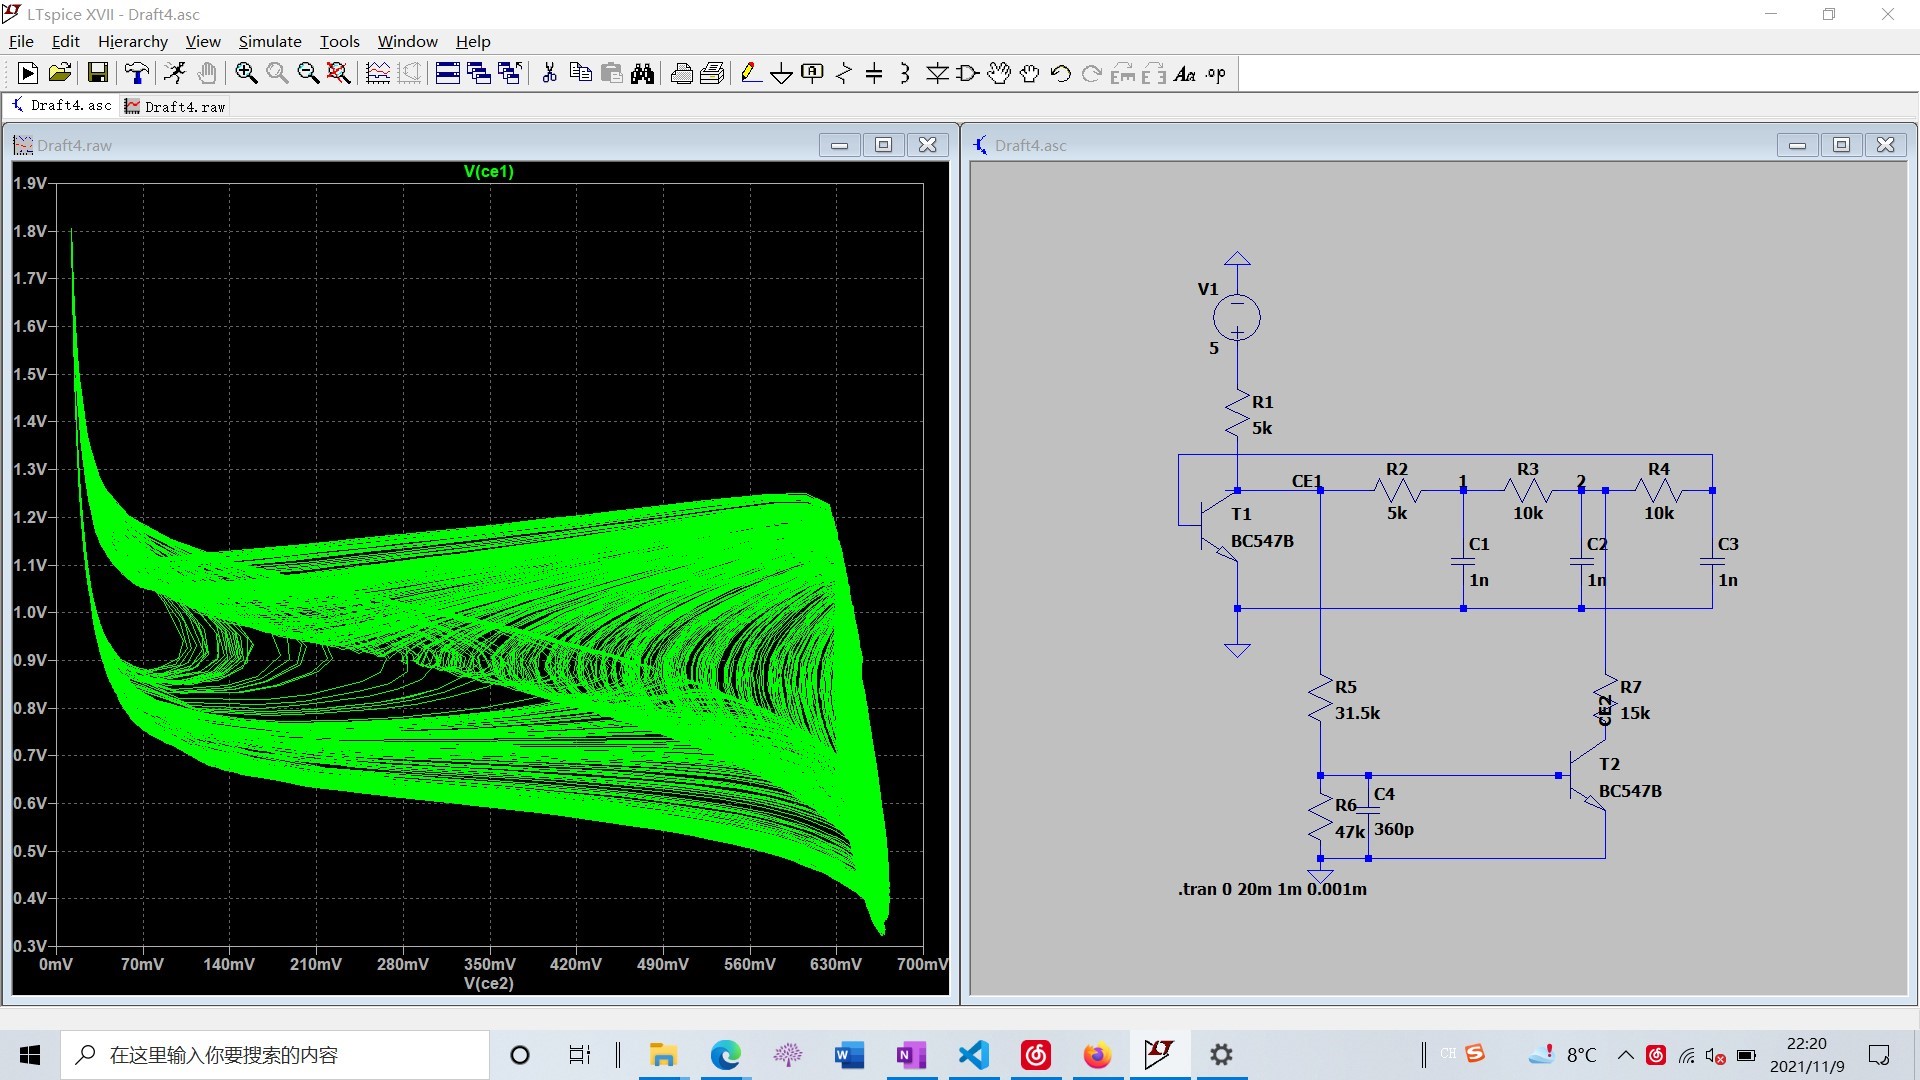 LTspice XVII - Draft4.asc
File Edit Hierarchy View Simulate Tools Window Help
Draft4.asc Draft4.raw
Draft4.raw
V(ce1)
1.9V
1.8V
1.7V
1.6V
1.5V
1.4V
1.3V
1.2V
1.1V
1.0V
0.9V
0.8V
0.7V
0.6V
0.5V
0.4V
0.3V
0mV 70mV 140mV 210mV 280mV 350mV 420mV 490mV 560mV 630mV 700mV
V(ce2)
Draft4.asc
V1
5
R1
5k
CE1
R2
5k
1
R3
10k
2
R4
10k
T1
BC547B
C1
1n
C2
1n
C3
1n
R5
31.5k
R7
15k
CE2
T2
BC547B
R6
47k
C4
360p
.tran 0 20m 1m 0.001m
在这里输入你要搜索的内容
CH
8°C
22:20
2021/11/9